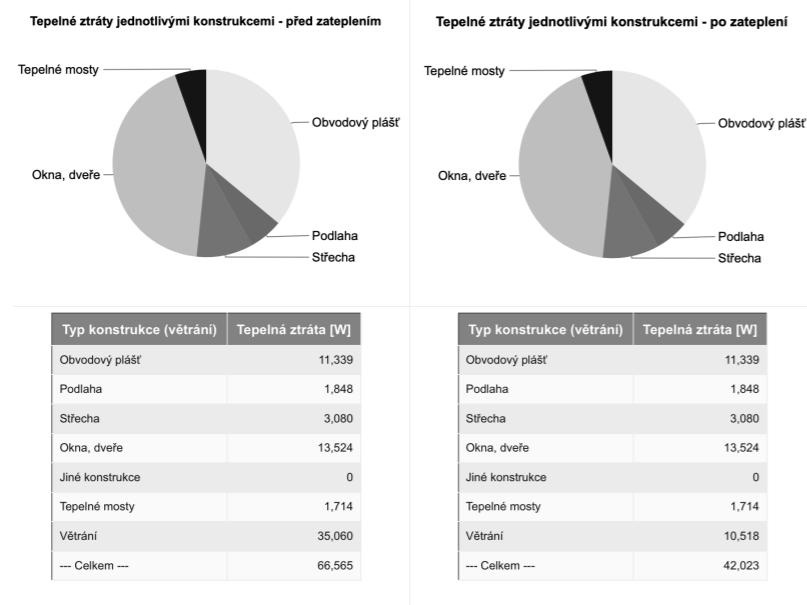 Tepelné ztráty jednotlivými konstrukcemi - před zateplením
Tepelné mosty
Obvodový plášť
Okna, dveře
Podlaha
Střecha
Tepelné ztráty jednotlivými konstrukcemi - po zateplení
Tepelné mosty
Obvodový plášť
Okna, dveře
Podlaha
Střecha
Typ konstrukce (větrání) Tepelná ztráta [W]
Obvodový plášť 11,339
Podlaha 1,848
Střecha 3,080
Okna, dveře 13,524
Jiné konstrukce 0
Tepelné mosty 1,714
Větrání 35,060
--- Celkem --- 66,565
Typ konstrukce (větrání) Tepelná ztráta [W]
Obvodový plášť 11,339
Podlaha 1,848
Střecha 3,080
Okna, dveře 13,524
Jiné konstrukce 0
Tepelné mosty 1,714
Větrání 10,518
--- Celkem --- 42,023